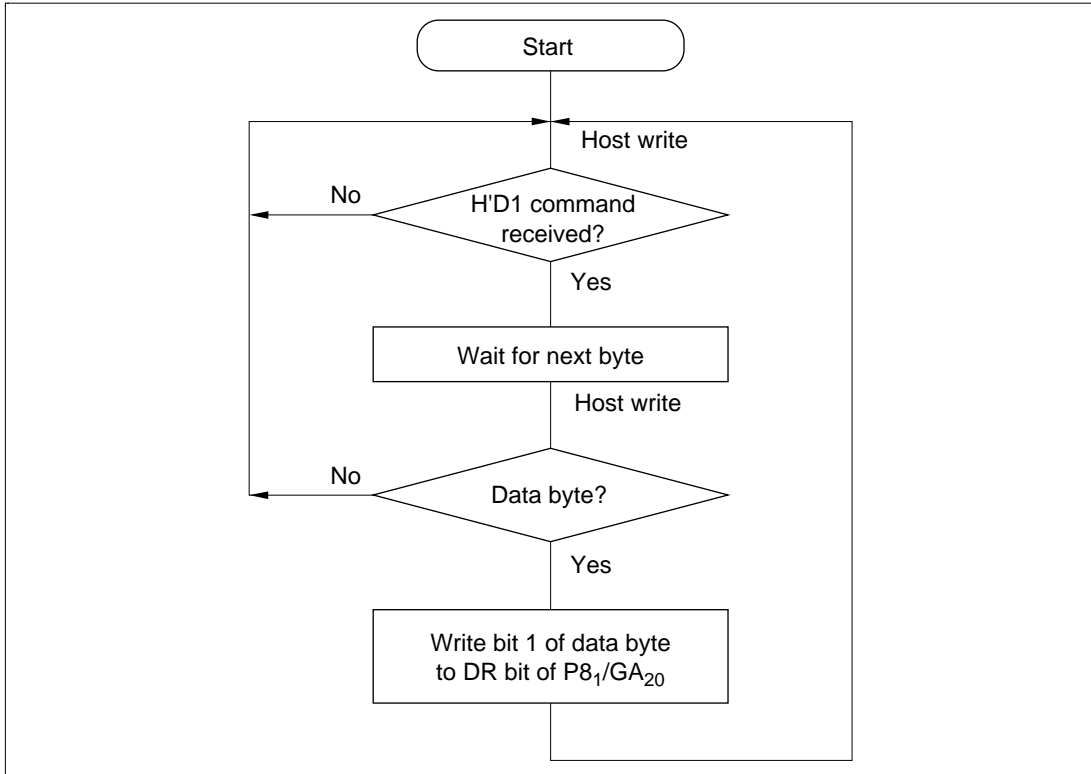 Start
Host write
No
H'D1 command
received?
Yes
Wait for next byte
Host write
No
Data byte?
Yes
Write bit 1 of data byte
to DR bit of P8₁/GA₂₀